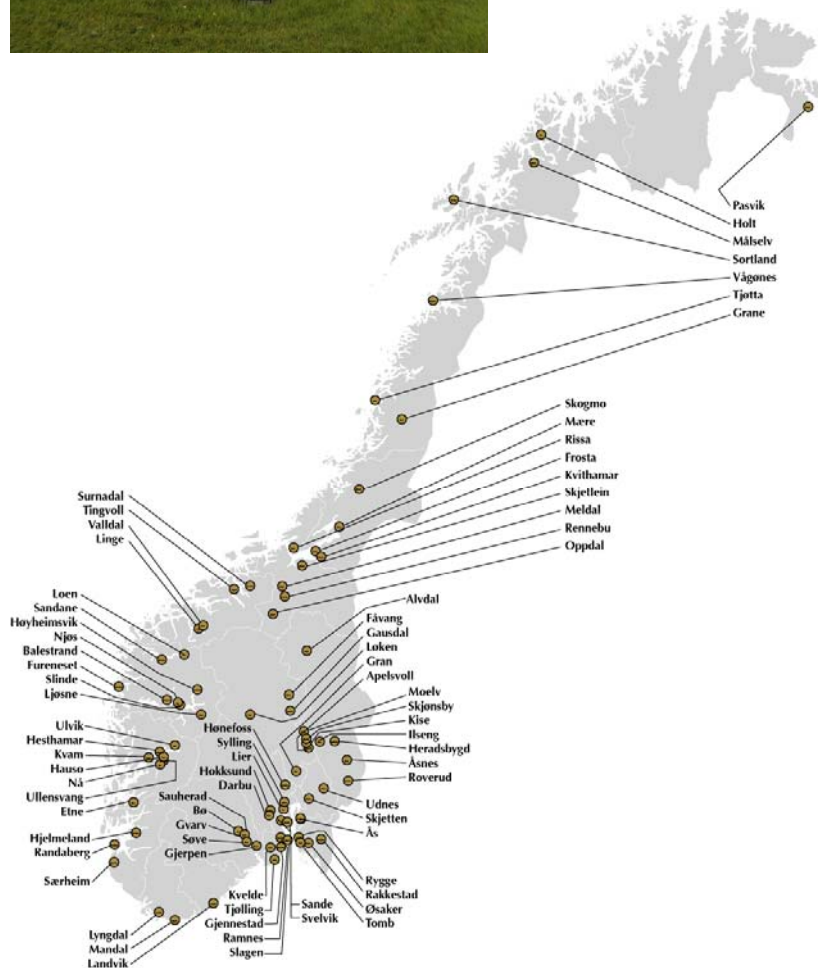 Pasvik
Holt
Målselv
Sortland
Vågønes
Tjøtta
Grane
Skogmo
Mære
Rissa
Frosta
Kvithamar
Skjetlein
Meldal
Rennebu
Oppdal
Surnadal
Tingvoll
Valldal
Linge
Alvdal
Fåvang
Gausdal
Løken
Gran
Apelsvoll
Moelv
Skjønsby
Kise
Ilseng
Heradsbygd
Åsnes
Roverud
Loen
Sandane
Høyheimsvik
Njøs
Balestrand
Fureneset
Slinde
Ljøsne
Ulvik
Hesthamar
Kvam
Hauso
Nå
Ullensvang
Etne
Hjelmeland
Randaberg
Særheim
Hønefoss
Sylling
Lier
Hokksund
Darbu
Sauherad
Bø
Gvarv
Søve
Gjerpen
Udnes
Skjetten
Ås
Rygge
Rakkestad
Øsaker
Tomb
Sande
Svelvik
Kvelde
Tjølling
Gjennestad
Ramnes
Slagen
Lyngdal
Mandal
Landvik